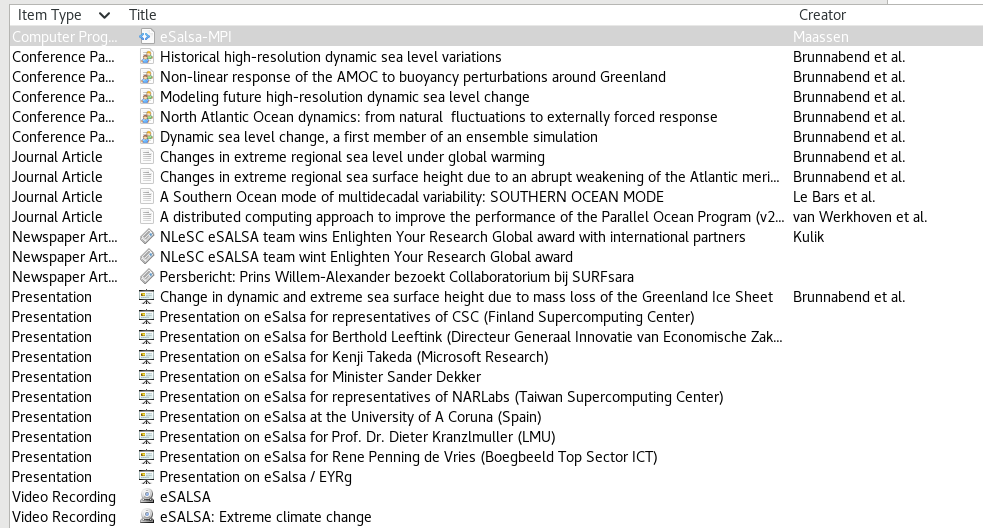 Item Type Title Creator
Computer Prog... eSalsa-MPI Maassen
Conference Pa... Historical high-resolution dynamic sea level variations Brunnabend et al.
Conference Pa... Non-linear response of the AMOC to buoyancy perturbations around Greenland Brunnabend et al.
Conference Pa... Modeling future high-resolution dynamic sea level change Brunnabend et al.
Conference Pa... North Atlantic Ocean dynamics: from natural  fluctuations to externally forced response Brunnabend et al.
Conference Pa... Dynamic sea level change, a first member of an ensemble simulation Brunnabend et al.
Journal Article Changes in extreme regional sea level under global warming Brunnabend et al.
Journal Article Changes in extreme regional sea surface height due to an abrupt weakening of the Atlantic meri... Brunnabend et al.
Journal Article A Southern Ocean mode of multidecadal variability: SOUTHERN OCEAN MODE Le Bars et al.
Journal Article A distributed computing approach to improve the performance of the Parallel Ocean Program (v2... van Werkhoven et al.
Newspaper Art... NLeSC eSALSA team wins Enlighten Your Research Global award with international partners Kulik
Newspaper Art... NLeSC eSALSA team wint Enlighten Your Research Global award
Newspaper Art... Persbericht: Prins Willem-Alexander bezoekt Collaboratorium bij SURFsara
Presentation Change in dynamic and extreme sea surface height due to mass loss of the Greenland Ice Sheet Brunnabend et al.
Presentation Presentation on eSalsa for representatives of CSC (Finland Supercomputing Center)
Presentation Presentation on eSalsa for Berthold Leeftink (Directeur Generaal Innovatie van Economische Zak...
Presentation Presentation on eSalsa for Kenji Takeda (Microsoft Research)
Presentation Presentation on eSalsa for Minister Sander Dekker
Presentation Presentation on eSalsa for representatives of NARLabs (Taiwan Supercomputing Center)
Presentation Presentation on eSalsa at the University of A Coruna (Spain)
Presentation Presentation on eSalsa for Prof. Dr. Dieter Kranzlmuller (LMU)
Presentation Presentation on eSalsa for Rene Penning de Vries (Boegbeeld Top Sector ICT)
Presentation Presentation on eSalsa / EYRg
Video Recording eSALSA
Video Recording eSALSA: Extreme climate change